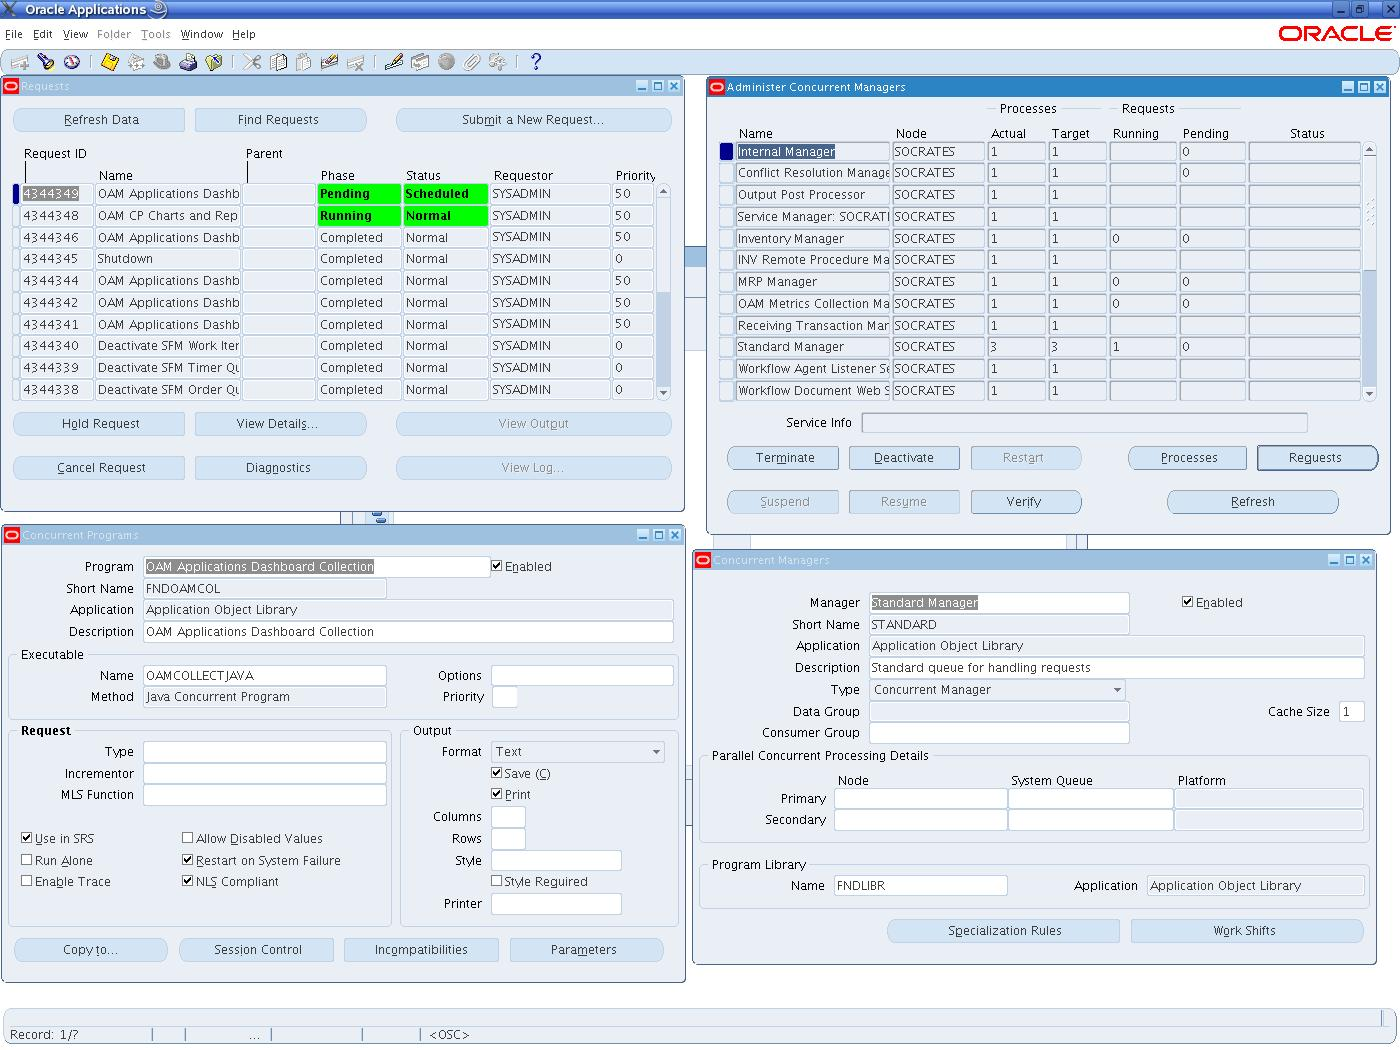 Oracle Applications
File Edit View Folder Tools Window Help
ORACLE
Requests
Refresh Data Find Requests Submit a New Request...
Request ID Parent
Name Phase Status Requestor Priority
4344349 OAM Applications Dashb Pending Scheduled SYSADMIN 50
4344348 OAM CP Charts and Rep Running Normal SYSADMIN 50
4344346 OAM Applications Dashb Completed Normal SYSADMIN 50
4344345 Shutdown Completed Normal SYSADMIN 0
4344344 OAM Applications Dashb Completed Normal SYSADMIN 50
4344342 OAM Applications Dashb Completed Normal SYSADMIN 50
4344341 OAM Applications Dashb Completed Normal SYSADMIN 50
4344340 Deactivate SFM Work Iter Completed Normal SYSADMIN 0
4344339 Deactivate SFM Timer Qu Completed Normal SYSADMIN 0
4344338 Deactivate SFM Order Qu Completed Normal SYSADMIN 0
Hold Request View Details... View Output
Cancel Request Diagnostics View Log...
Administer Concurrent Managers
Processes Requests
Name Node Actual Target Running Pending Status
Internal Manager SOCRATES 1 1 0
Conflict Resolution Manage SOCRATES 1 1 0
Output Post Processor SOCRATES 1 1
Service Manager: SOCRATI SOCRATES 1 1
Inventory Manager SOCRATES 1 1 0 0
INV Remote Procedure Ma SOCRATES 1 1
MRP Manager SOCRATES 1 1 0 0
OAM Metrics Collection Ma SOCRATES 1 1 0 0
Receiving Transaction Mar SOCRATES 1 1
Standard Manager SOCRATES 3 3 1 0
Workflow Agent Listener Se SOCRATES 1 1
Workflow Document Web S SOCRATES 1 1
Service Info
Terminate Deactivate Restart Processes Requests
Suspend Resume Verify Refresh
Concurrent Programs
Program OAM Applications Dashboard Collection Enabled
Short Name FNDOAMCOL
Application Application Object Library
Description OAM Applications Dashboard Collection
Executable
Name OAMCOLLECTJAVA Options
Method Java Concurrent Program Priority
Request Output
Type Format Text
Incrementor Save (C)
MLS Function Print
Columns
Use in SRS Allow Disabled Values Rows
Run Alone Restart on System Failure Style
Enable Trace NLS Compliant Style Required
Printer
Copy to... Session Control Incompatibilities Parameters
Concurrent Managers
Manager Standard Manager Enabled
Short Name STANDARD
Application Application Object Library
Description Standard queue for handling requests
Type Concurrent Manager
Data Group Cache Size 1
Consumer Group
Parallel Concurrent Processing Details
Node System Queue Platform
Primary
Secondary
Program Library
Name FNDLIBR Application Application Object Library
Specialization Rules Work Shifts
Record: 1/? ... <OSC>